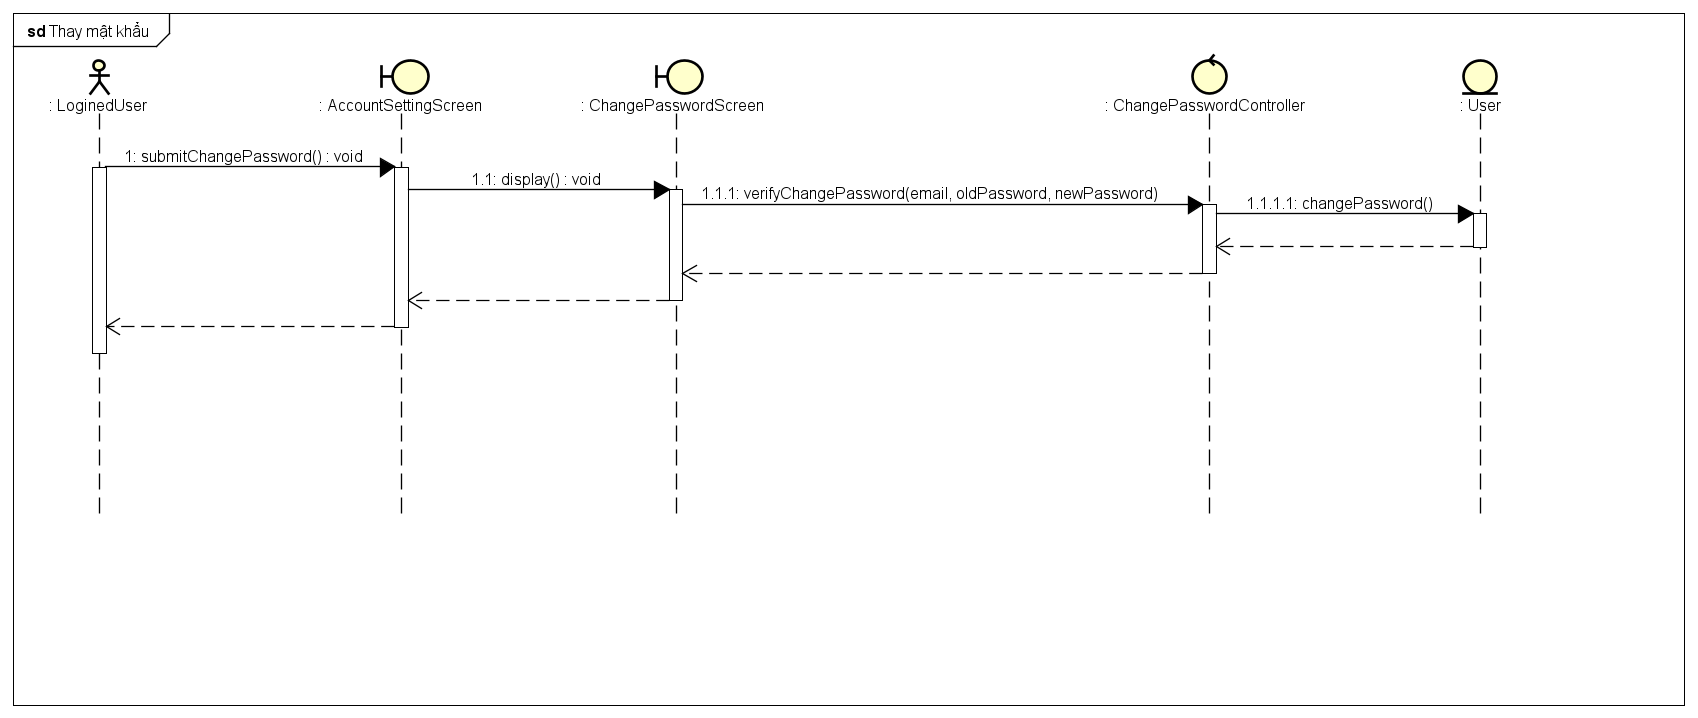 sd Thay mật khẩu
: LoginedUser
: AccountSettingScreen
: ChangePasswordScreen
: ChangePasswordController
: User
1: submitChangePassword() : void
1.1: display() : void
1.1.1: verifyChangePassword(email, oldPassword, newPassword)
1.1.1.1: changePassword()